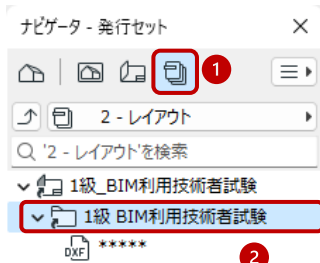 ナビゲータ - 発行セット
1
2 - レイアウト
'2 - レイアウト'を検索
1級_BIM利用技術者試験
1級 BIM利用技術者試験
DXF *****
2